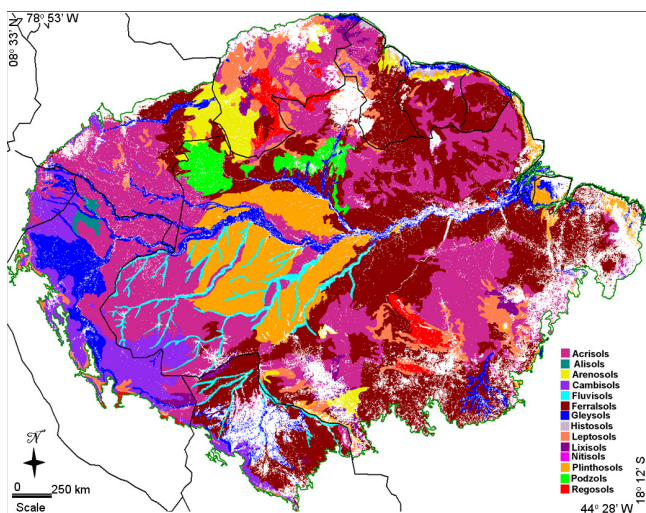 78° 53' W
08° 33' N
Acrisols
Alisols
Arenosols
Cambisols
Fluvisols
Ferralsols
Gleysols
Histosols
Leptosols
Lixisols
Nitisols
Plinthosols
Podzols
Regosols
N
0 250 km
Scale
18° 12' S
44° 28' W